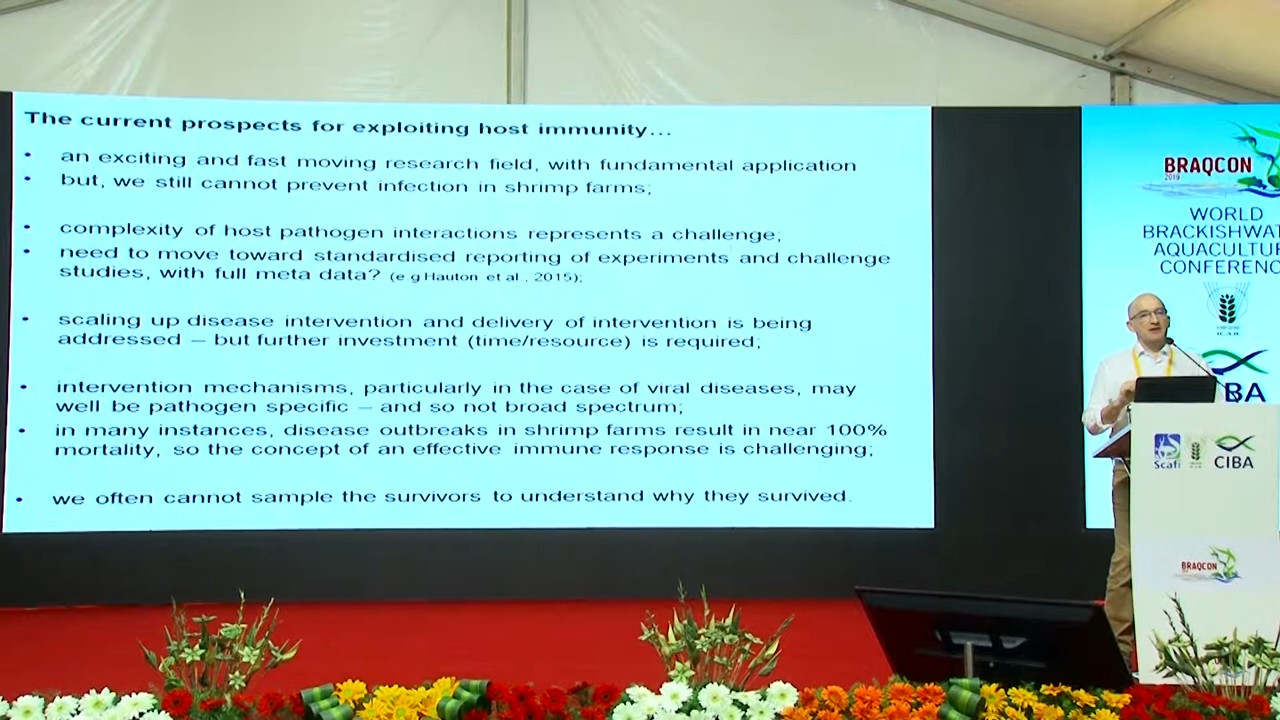 The current prospects for exploiting host immunity...
• an exciting and fast moving research field, with fundamental application
• but, we still cannot prevent infection in shrimp farms;
• complexity of host pathogen interactions represents a challenge;
• need to move toward standardised reporting of experiments and challenge
studies, with full meta data? (e g Hauton et al., 2015);
• scaling up disease intervention and delivery of intervention is being
addressed – but further investment (time/resource) is required;
• intervention mechanisms, particularly in the case of viral diseases, may
well be pathogen specific – and so not broad spectrum;
• in many instances, disease outbreaks in shrimp farms result in near 100%
mortality, so the concept of an effective immune response is challenging;
• we often cannot sample the survivors to understand why they survived.
BRAQCON
2019
WORLD
BRACKISHWAT
AQUACULTUR
CONFERENC
ICAR
BA
Scafi
CIBA
BRAQCON